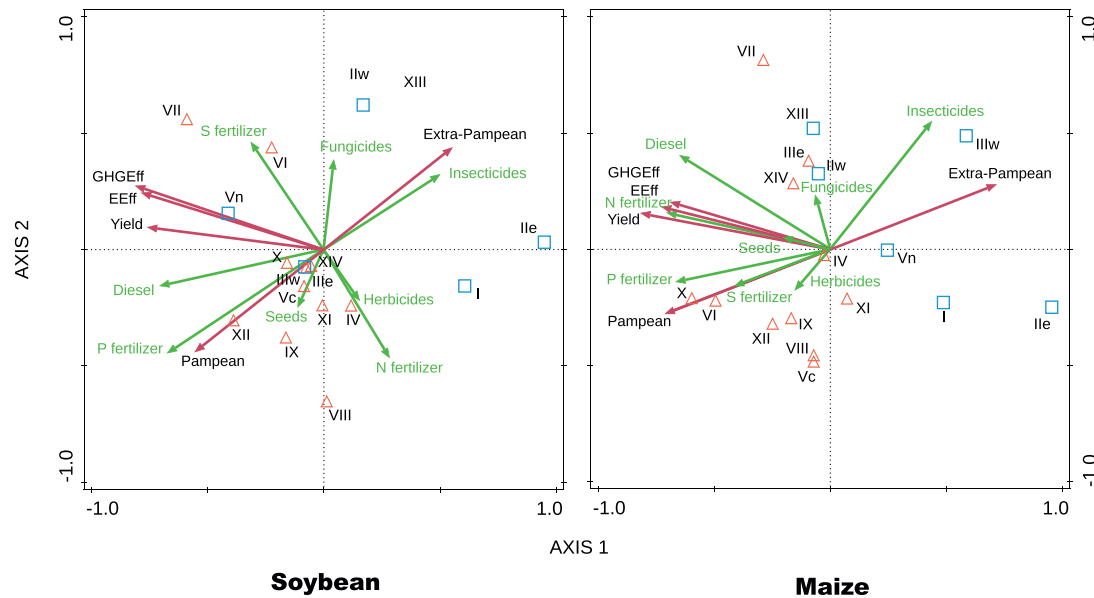 1.0
AXIS 2
-1.0
IIw
XIII
VII
S fertilizer
Fungicides
Extra-Pampean
VI
Insecticides
GHGEff
EEff
Vn
Yield
IIe
X
XIV
IIIw
IIIe
Diesel
Vc
Herbicides
I
Seeds
XI
IV
XII
P fertilizer
IX
Pampean
N fertilizer
VIII
-1.0
1.0
VII
1.0
XIII
Insecticides
Diesel
IIIe
IIw
IIIw
GHGEff
XIV
Extra-Pampean
EEff
Fungicides
N fertilizer
Yield
Seeds
IV
Vn
P fertilizer
Herbicides
X
S fertilizer
VI
XI
Pampean
I
IIe
XII
IX
VIII
Vc
-1.0
-1.0
1.0
AXIS 1
Soybean
Maize